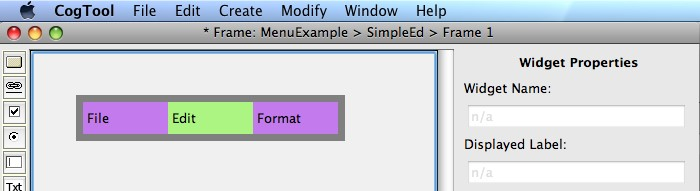 CogTool File Edit Create Modify Window Help
* Frame: MenuExample > SimpleEd > Frame 1
Widget Properties
Widget Name:
n/a
Displayed Label:
n/a
File Edit Format
Txt